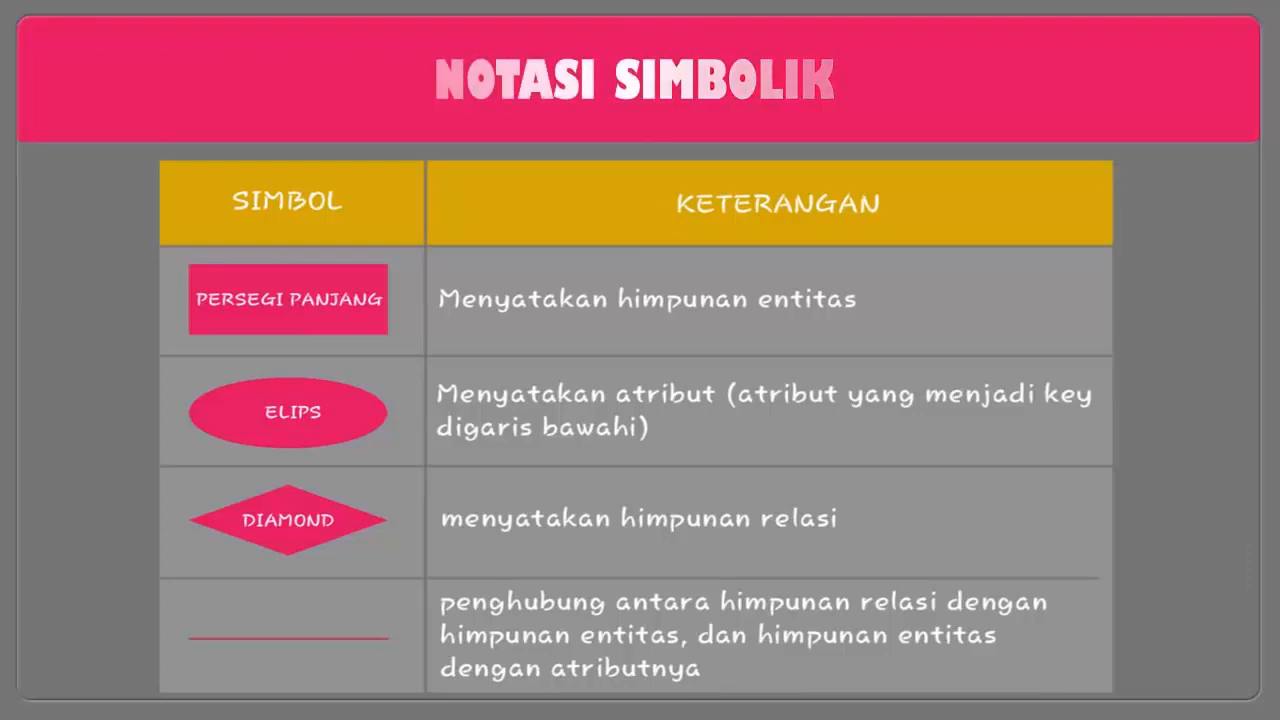 NOTASI SIMBOLIK
SIMBOL
KETERANGAN
PERSEGI PANJANG
Menyatakan himpunan entitas
ELIPS
Menyatakan atribut (atribut yang menjadi key
digaris bawahi)
DIAMOND
menyatakan himpunan relasi
penghubung antara himpunan relasi dengan
himpunan entitas, dan himpunan entitas
dengan atributnya